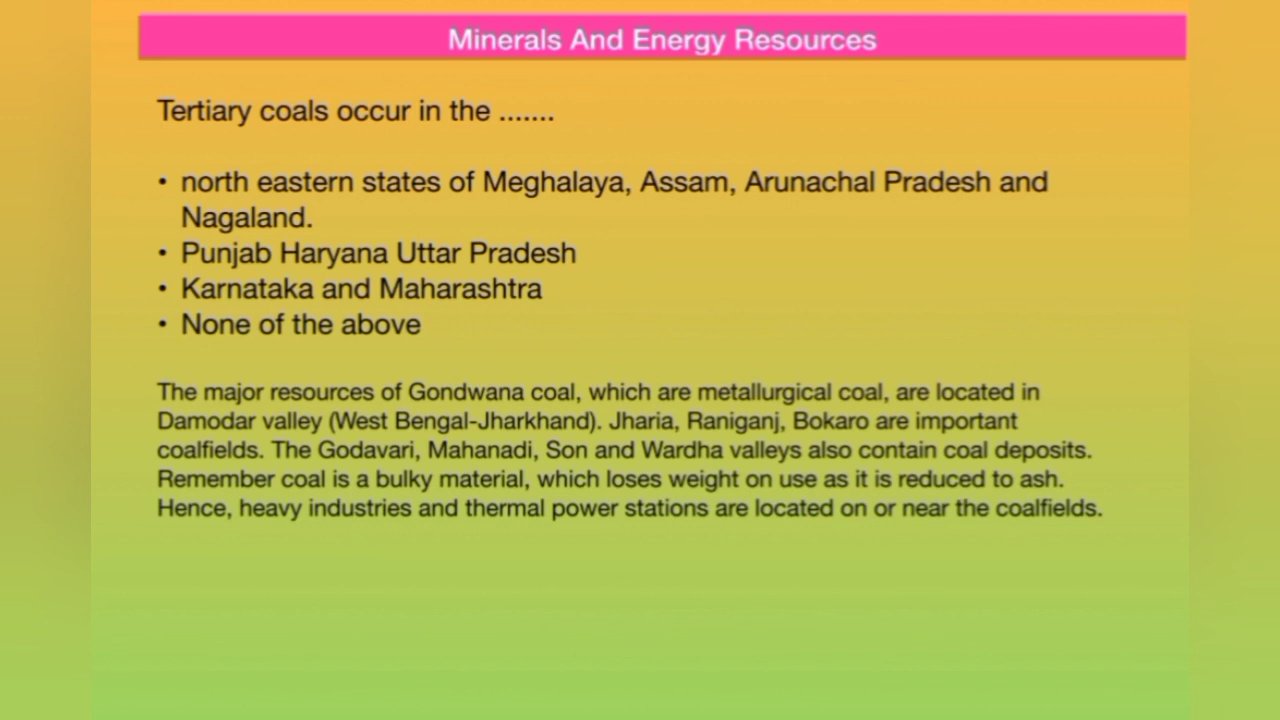 Minerals And Energy Resources
Tertiary coals occur in the .......
• north eastern states of Meghalaya, Assam, Arunachal Pradesh and
Nagaland.
• Punjab Haryana Uttar Pradesh
• Karnataka and Maharashtra
• None of the above
The major resources of Gondwana coal, which are metallurgical coal, are located in
Damodar valley (West Bengal-Jharkhand). Jharia, Raniganj, Bokaro are important
coalfields. The Godavari, Mahanadi, Son and Wardha valleys also contain coal deposits.
Remember coal is a bulky material, which loses weight on use as it is reduced to ash.
Hence, heavy industries and thermal power stations are located on or near the coalfields.